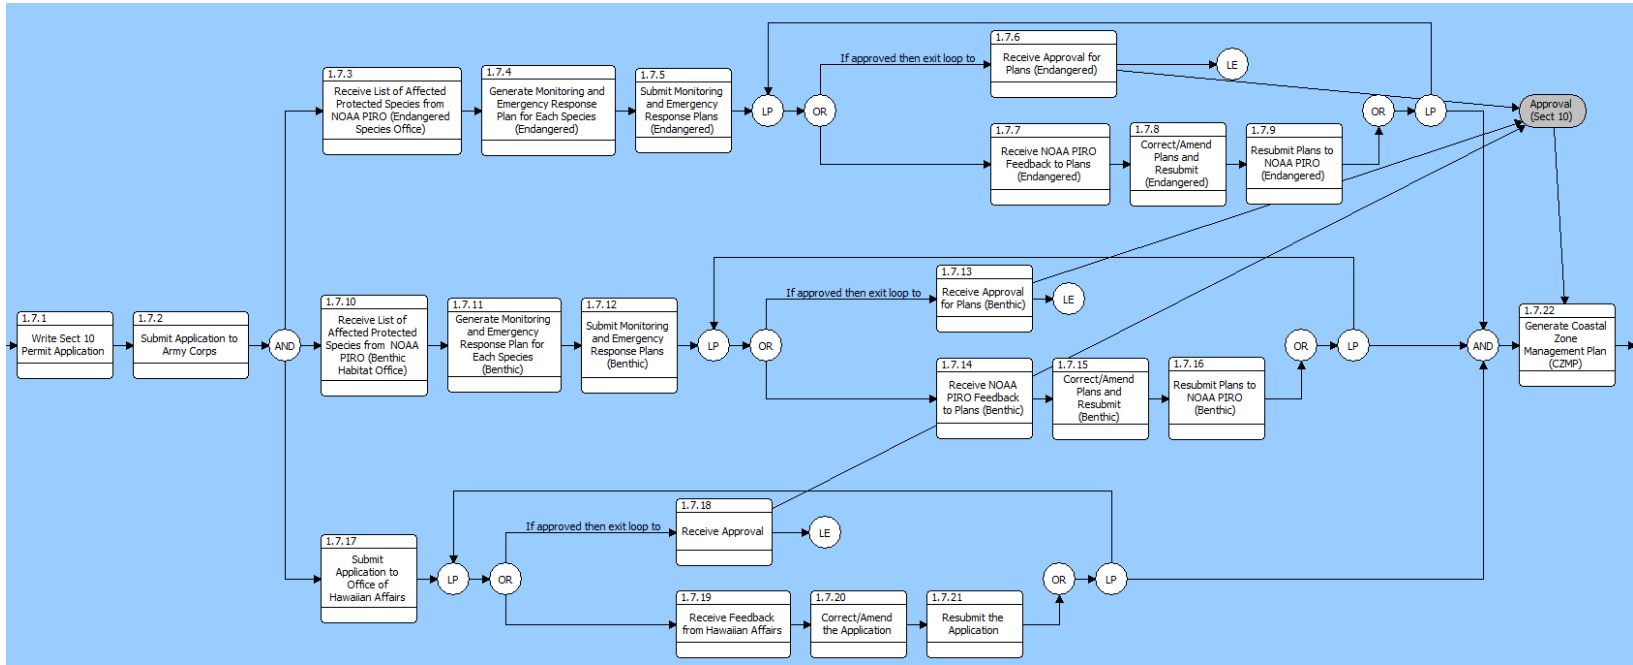 1.7.1
Write Sect 10
Permit Application
1.7.2
Submit Application to
Army Corps
AND
1.7.3
Receive List of Affected
Protected Species from
NOAA PIRO (Endangered
Species Office)
1.7.4
Generate Monitoring and
Emergency Response
Plan for Each Species
(Endangered)
1.7.5
Submit Monitoring
and Emergency
Response Plans
(Endangered)
LP
OR
If approved then exit loop to
1.7.6
Receive Approval for
Plans (Endangered)
LE
1.7.7
Receive NOAA PIRO
Feedback to Plans
(Endangered)
1.7.8
Correct/Amend
Plans and
Resubmit
(Endangered)
1.7.9
Resubmit Plans to
NOAA PIRO
(Endangered)
OR
LP
Approval
(Sect 10)
1.7.10
Receive List of
Affected Protected
Species from NOAA
PIRO (Benthic
Habitat Office)
1.7.11
Generate Monitoring
and Emergency
Response Plan for
Each Species
(Benthic)
1.7.12
Submit Monitoring
and Emergency
Response Plans
(Benthic)
LP
OR
If approved then exit loop to
1.7.13
Receive Approval
for Plans (Benthic)
LE
1.7.14
Receive NOAA
PIRO Feedback
to Plans (Benthic)
1.7.15
Correct/Amend
Plans and
Resubmit
(Benthic)
1.7.16
Resubmit Plans to
NOAA PIRO
(Benthic)
OR
LP
AND
1.7.22
Generate Coastal
Zone
Management Plan
(CZMP)
1.7.17
Submit
Application to
Office of
Hawaiian Affairs
LP
OR
If approved then exit loop to
1.7.18
Receive Approval
LE
1.7.19
Receive Feedback
from Hawaiian Affairs
1.7.20
Correct/Amend
the Application
1.7.21
Resubmit the
Application
OR
LP